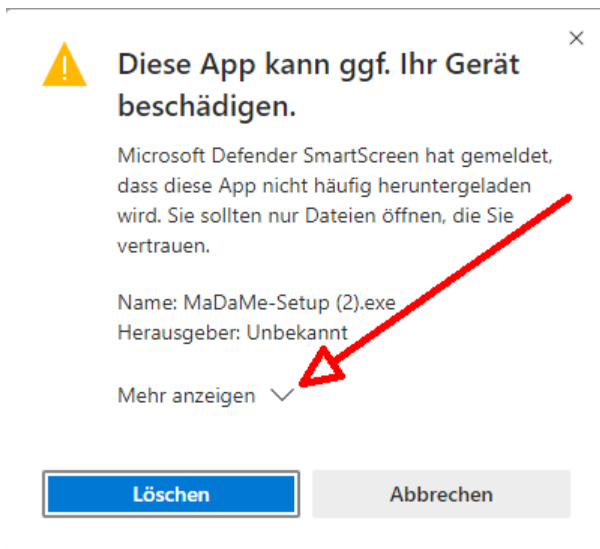 Diese App kann ggf. Ihr Gerät
beschädigen.
Microsoft Defender SmartScreen hat gemeldet,
dass diese App nicht häufig heruntergeladen
wird. Sie sollten nur Dateien öffnen, die Sie
vertrauen.
Name: MaDaMe-Setup (2).exe
Herausgeber: Unbekannt
Mehr anzeigen
Löschen
Abbrechen